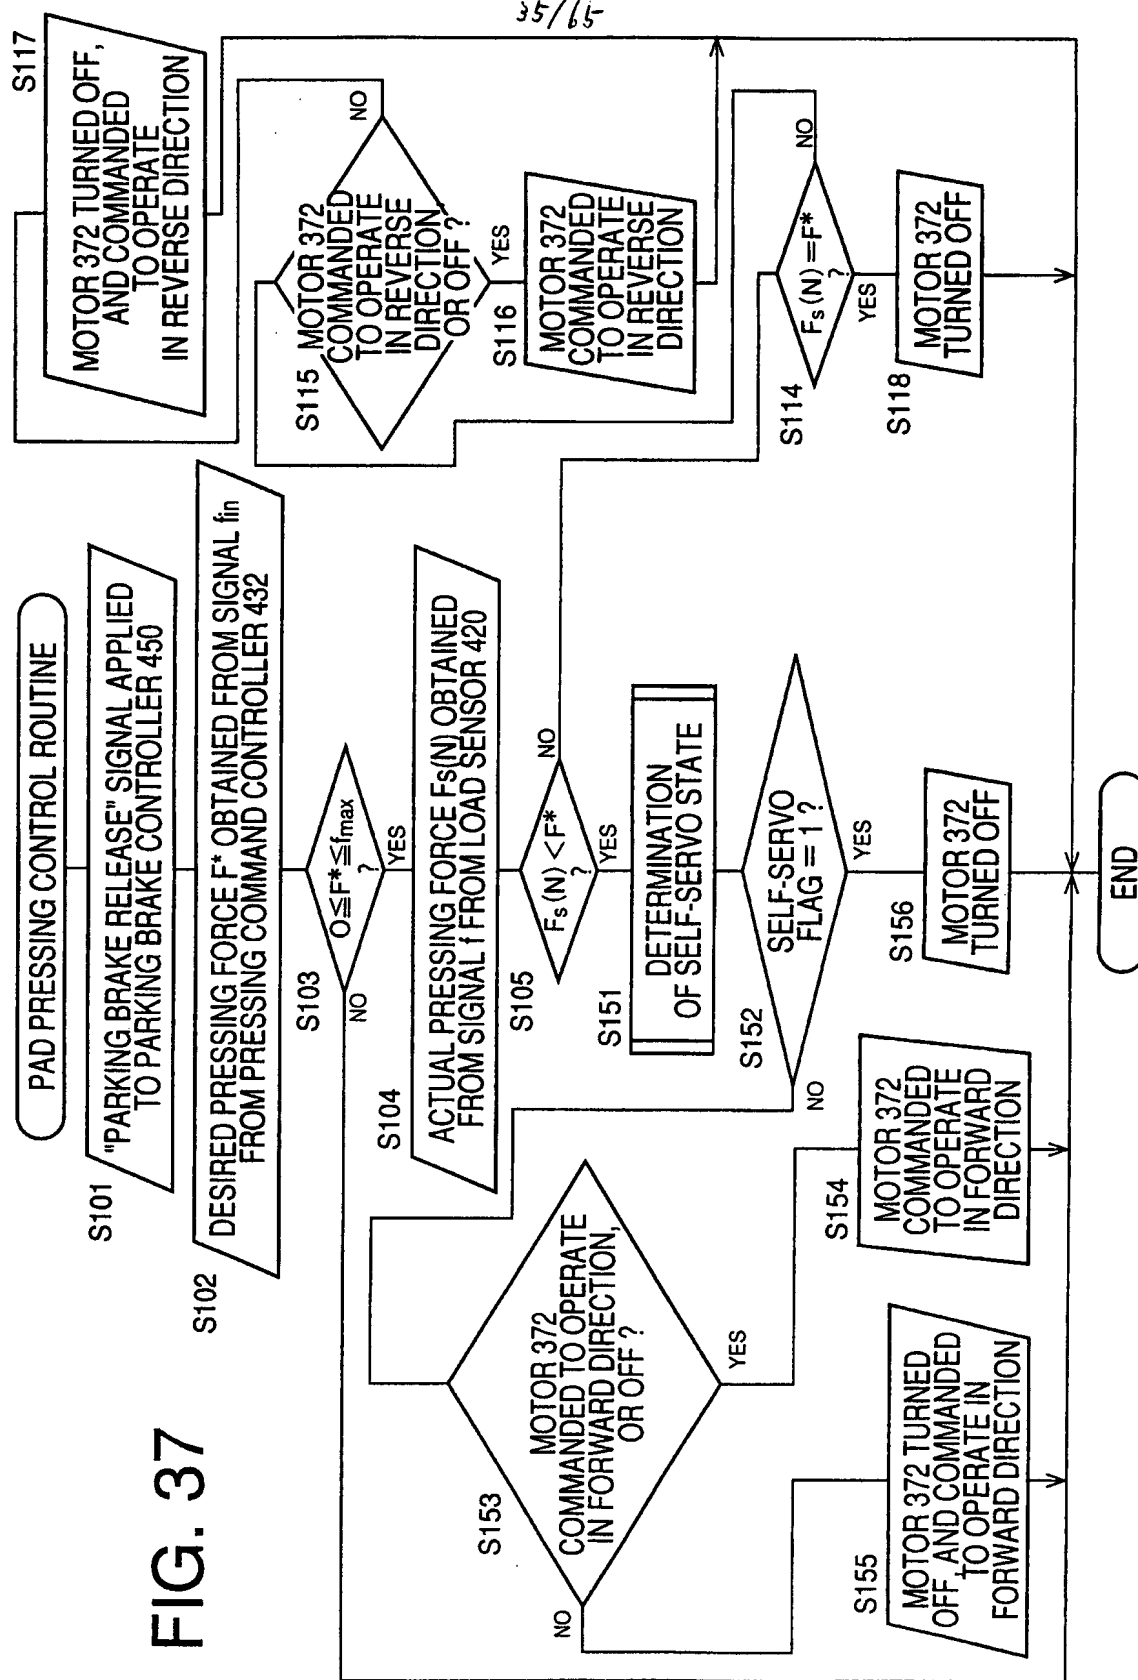 35/65
FIG. 37
PAD PRESSING CONTROL ROUTINE
S101
"PARKING BRAKE RELEASE" SIGNAL APPLIED
TO PARKING BRAKE CONTROLLER 450
S102
DESIRED PRESSING FORCE F* OBTAINED FROM SIGNAL fin
FROM PRESSING COMMAND CONTROLLER 432
S103
O≦F*≦fmax
?
NO
YES
S104
ACTUAL PRESSING FORCE Fs(N) OBTAINED
FROM SIGNAL f FROM LOAD SENSOR 420
S105
Fs(N)<F*
?
NO
YES
S151
DETERMINATION
OF SELF-SERVO STATE
S152
SELF-SERVO
FLAG = 1 ?
NO
YES
S153
MOTOR 372
COMMANDED TO OPERATE
IN FORWARD DIRECTION,
OR OFF ?
NO
YES
S155
MOTOR 372 TURNED
OFF, AND COMMANDED
TO OPERATE IN
FORWARD DIRECTION
S154
MOTOR 372
COMMANDED
TO OPERATE
IN FORWARD
DIRECTION
S156
MOTOR 372
TURNED OFF
S117
MOTOR 372 TURNED OFF,
AND COMMANDED
TO OPERATE
IN REVERSE DIRECTION
S115
MOTOR 372
COMMANDED
TO OPERATE
IN REVERSE
DIRECTION
OR OFF ?
NO
YES
S116
MOTOR 372
COMMANDED
TO OPERATE
IN REVERSE
DIRECTION
S114
Fs(N)=F*
?
NO
YES
S118
MOTOR 372
TURNED OFF
END